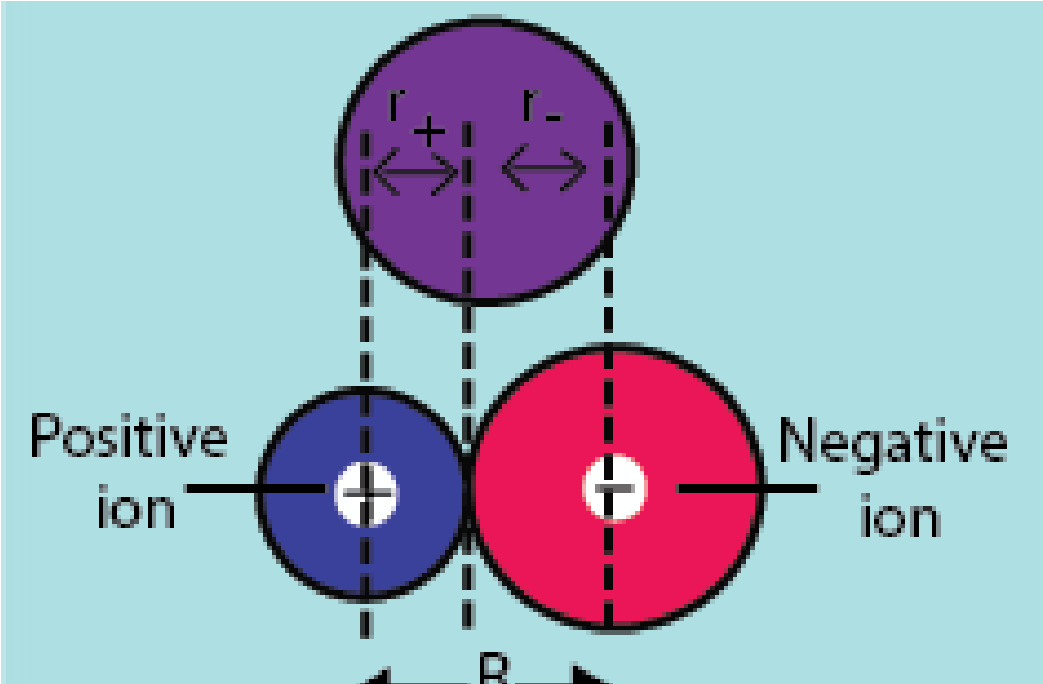 r+
r-
Positive
ion
+
-
Negative
ion